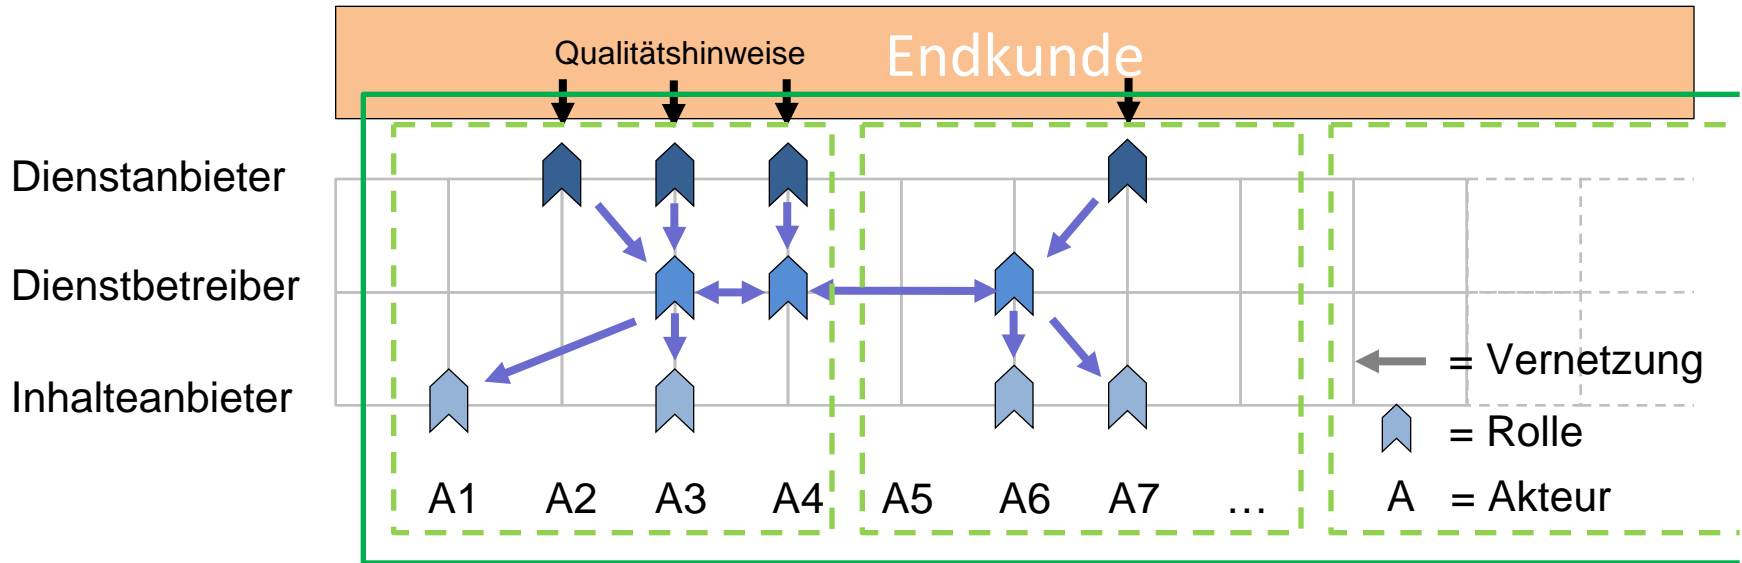 Qualitätshinweise
Endkunde
Dienstanbieter
Dienstbetreiber
Inhalteanbieter
= Vernetzung
= Rolle
A1 A2 A3 A4 A5 A6 A7 … A = Akteur